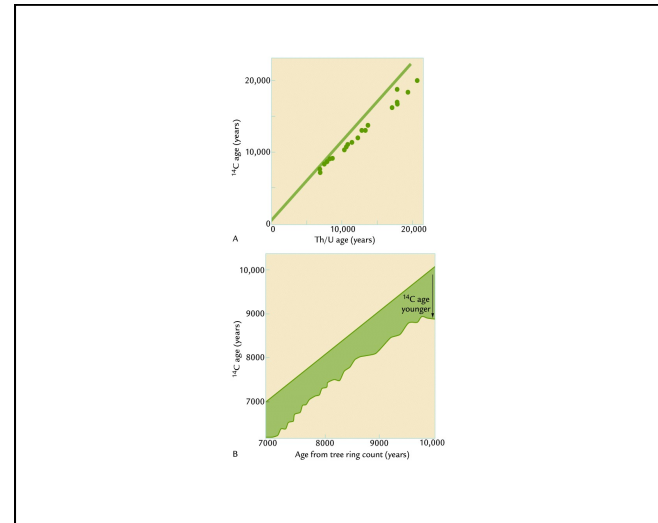 20,000
10,000
0
¹⁴C age (years)
0
10,000
20,000
Th/U age (years)
A
10,000
9000
8000
7000
¹⁴C age (years)
¹⁴C age
younger
7000
8000
9000
10,000
Age from tree ring count (years)
B